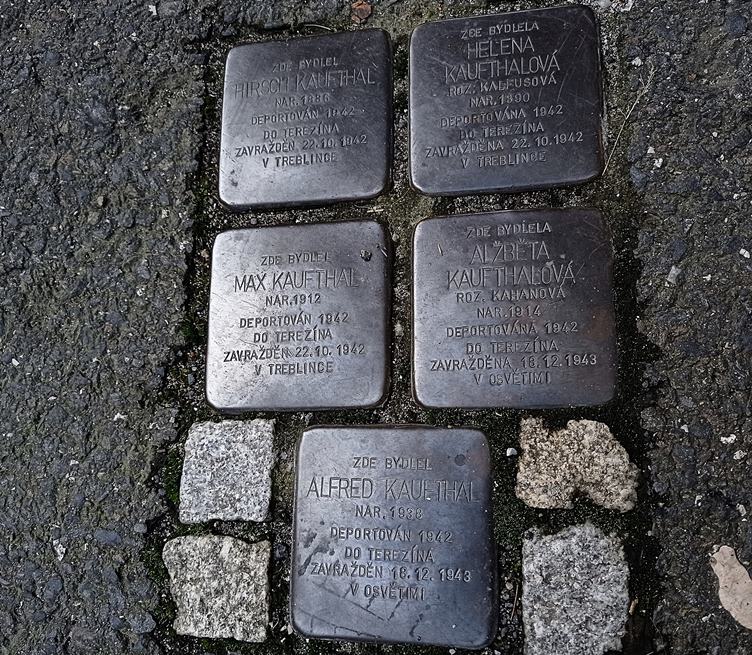 ZDE BYDLEL
HIRSCH KAUFTHAL
NAR. 1886
DEPORTOVÁN 1942
DO TEREZÍNA
ZAVRAŽDĚN 22.10. 1942
V TREBLINCE
ZDE BYDLELA
HELENA
KAUFTHALOVÁ
ROZ. KALFUSOVÁ
NAR. 1890
DEPORTOVÁNA 1942
DO TEREZÍNA
ZAVRAŽDĚNA 22.10.1942
V TREBLINCE
ZDE BYDLEL
MAX KAUFTHAL
NAR. 1912
DEPORTOVÁN 1942
DO TEREZÍNA
ZAVRAŽDĚN 22.10. 1942
V TREBLINCE
ZDE BYDLELA
ALŽBĚTA
KAUFTHALOVÁ
ROZ. KAHANOVÁ
NAR. 1914
DEPORTOVÁNA 1942
DO TEREZÍNA
ZAVRAŽDĚNA 18.12. 1943
V OSVĚTIMI
ZDE BYDLEL
ALFRED KAUFTHAL
NAR. 1938
DEPORTOVÁN 1942
DO TEREZÍNA
ZAVRAŽDĚN 18. 12. 1943
V OSVĚTIMI